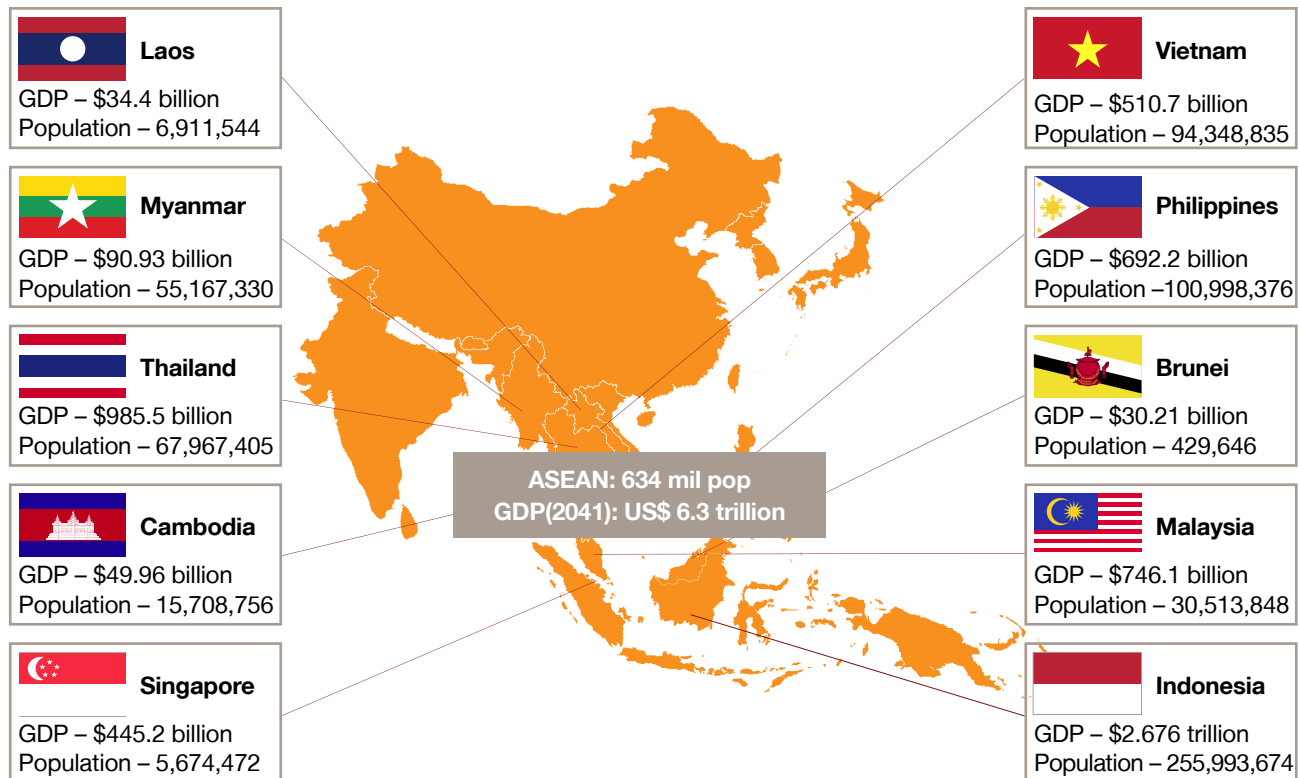 Laos
GDP – $34.4 billion
Population – 6,911,544
Myanmar
GDP – $90.93 billion
Population – 55,167,330
Thailand
GDP – $985.5 billion
Population – 67,967,405
Cambodia
GDP – $49.96 billion
Population – 15,708,756
Singapore
GDP – $445.2 billion
Population – 5,674,472
ASEAN: 634 mil pop
GDP(2041): US$ 6.3 trillion
Vietnam
GDP – $510.7 billion
Population – 94,348,835
Philippines
GDP – $692.2 billion
Population –100,998,376
Brunei
GDP – $30.21 billion
Population – 429,646
Malaysia
GDP – $746.1 billion
Population – 30,513,848
Indonesia
GDP – $2.676 trillion
Population – 255,993,674